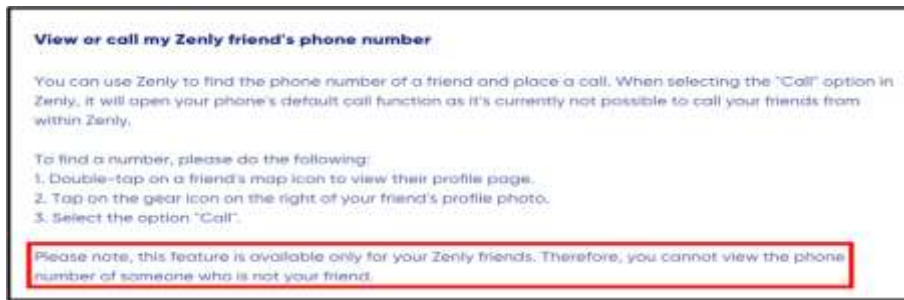 View or call my Zenly friend's phone number
You can use Zenly to find the phone number of a friend and place a call. When selecting the "Call" option in
Zenly, it will open your phone's default call function as it's currently not possible to call your friends from
within Zenly.
To find a number, please do the following:
1. Double-tap on a friend's map icon to view their profile page.
2. Tap on the gear icon on the right of your friend's profile photo.
3. Select the option "Call".
Please note, this feature is available only for your Zenly friends. Therefore, you cannot view the phone
number of someone who is not your friend.